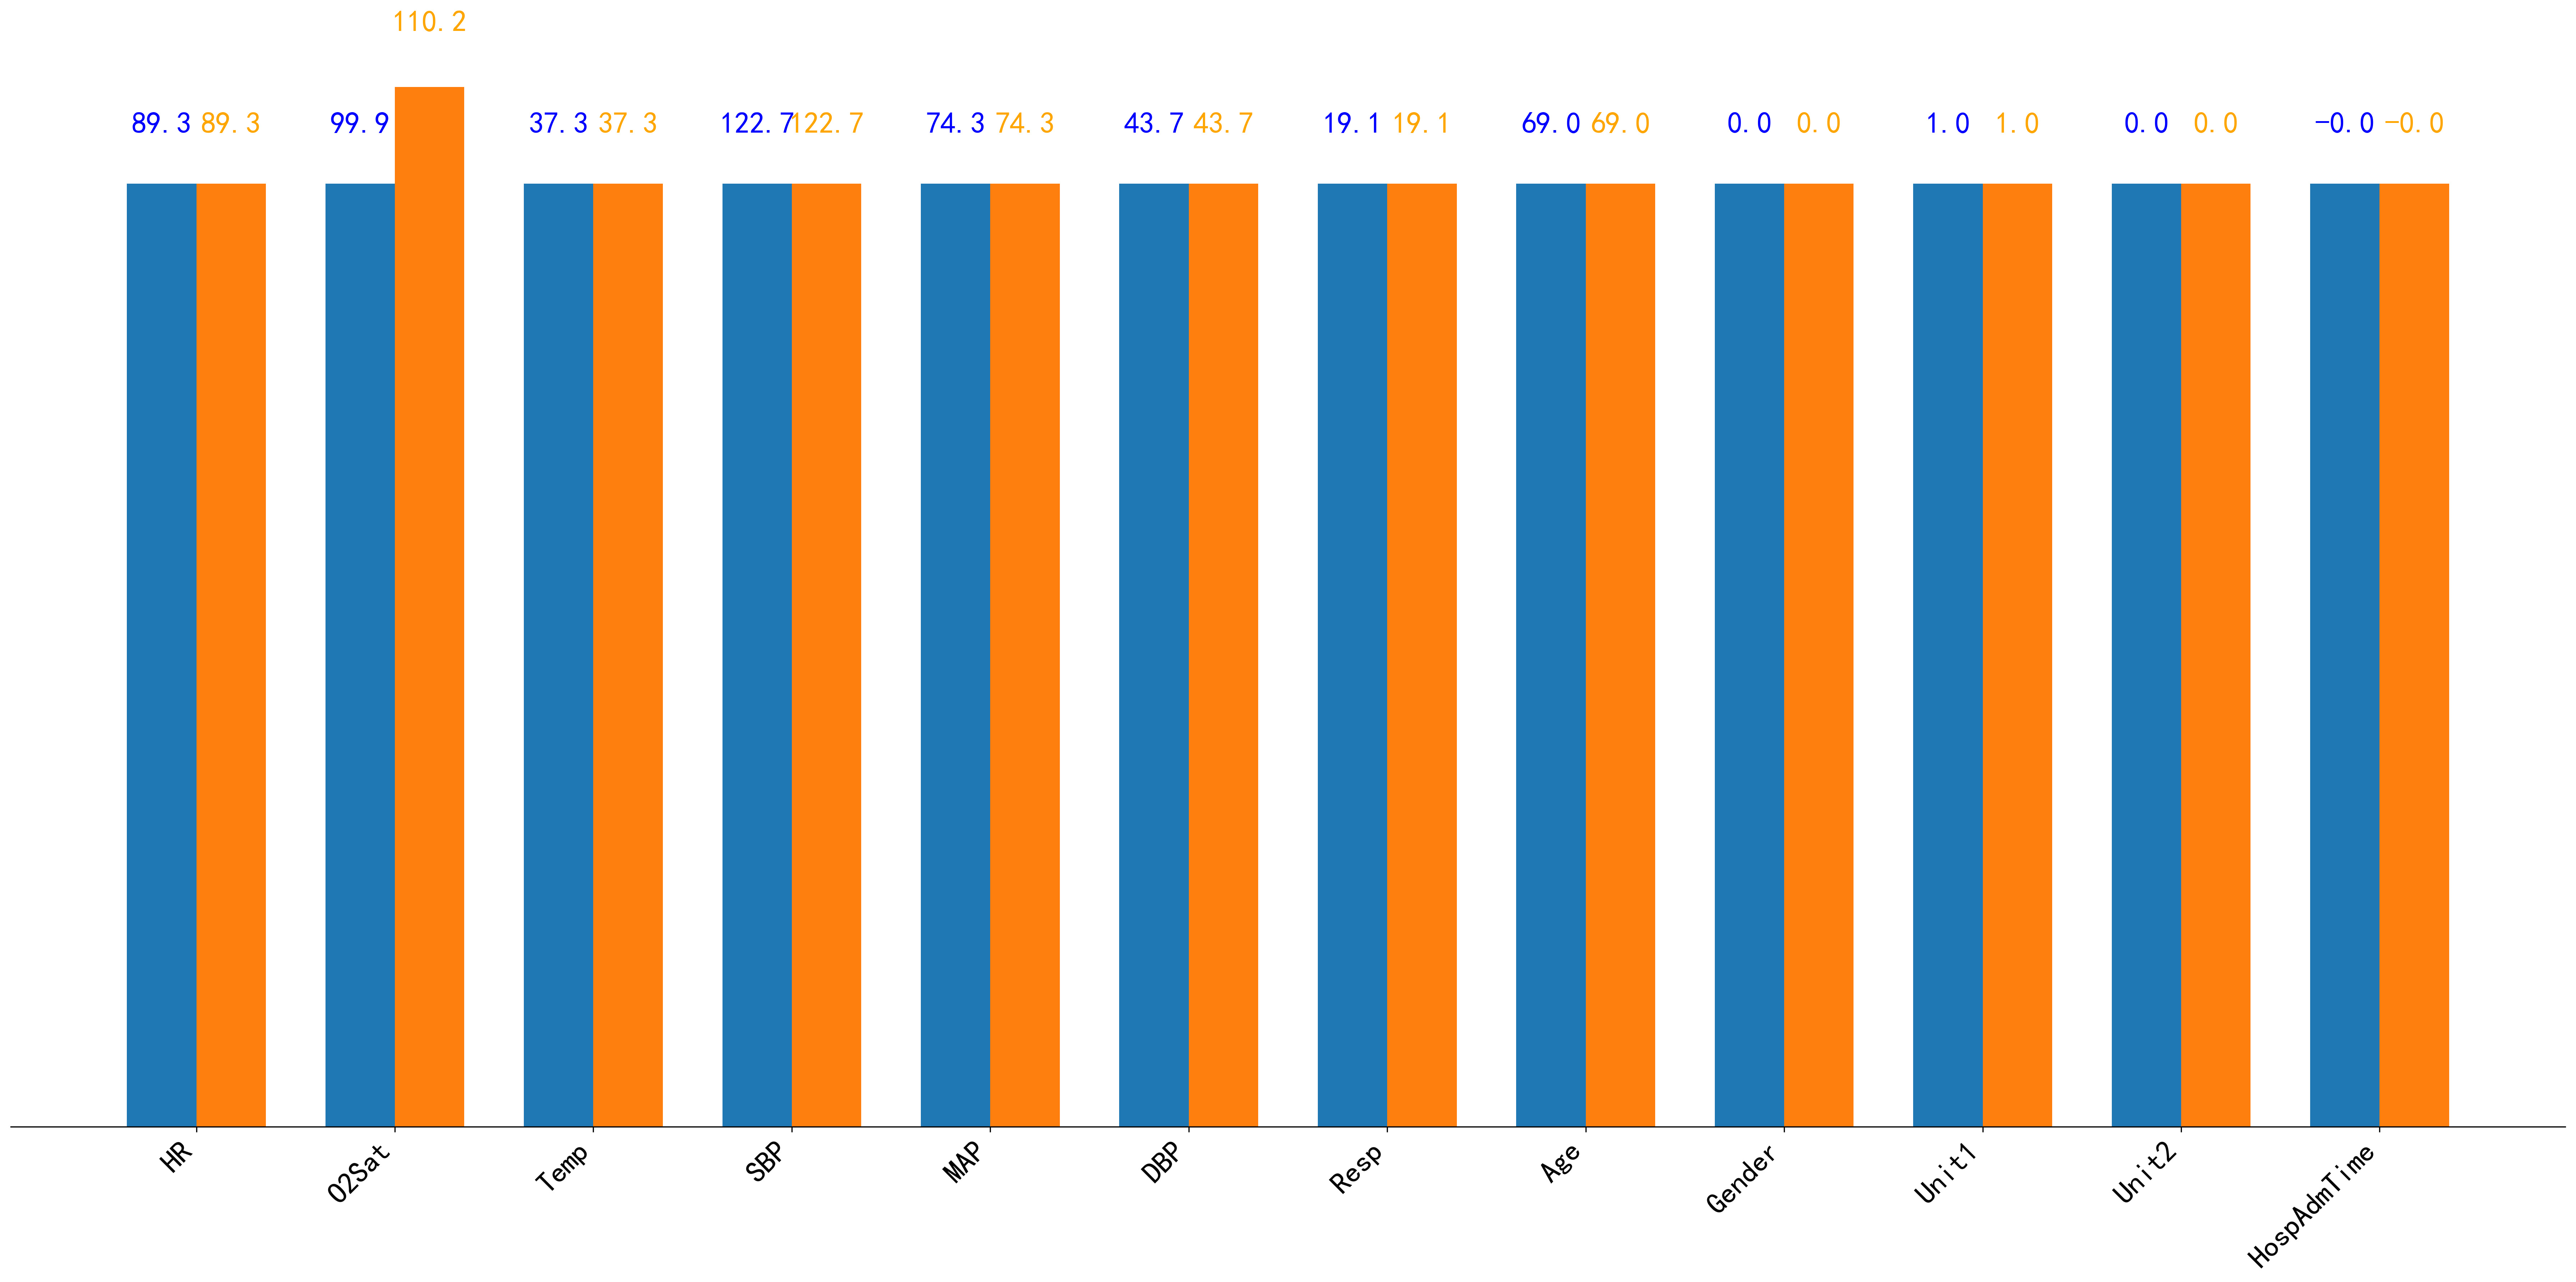 110.2
89.3 89.3 99.9 37.3 37.3 122.7 122.7 74.3 74.3 43.7 43.7 19.1 19.1 69.0 69.0 0.0 0.0 1.0 1.0 0.0 0.0 −0.0 −0.0
HR O2Sat Temp SBP MAP DBP Resp Age Gender Unit1 Unit2 HospAdmTime